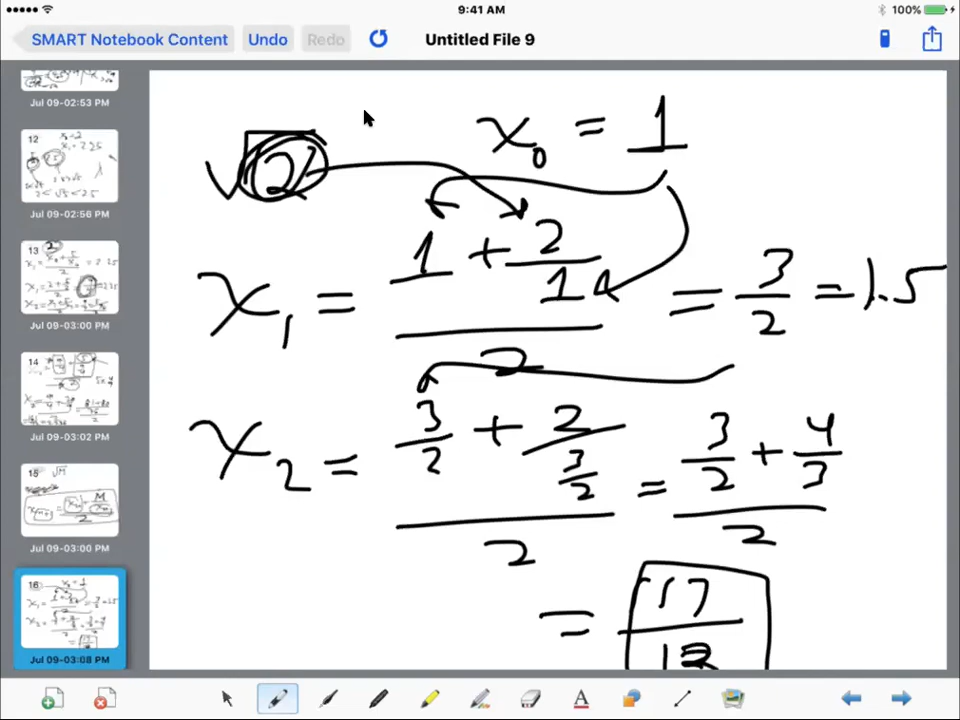 9:41 AM
100%
SMART Notebook Content
Undo
Redo
Untitled File 9
Jul 09-02:53 PM
12
Jul 09-02:56 PM
13
Jul 09-03:00 PM
14
Jul 09-03:02 PM
15
Jul 09-03:00 PM
16
Jul 09-03:08 PM
√2 x₀ = 1
x₁ = (1 + 2/1)/2 = 3/2 = 1.5
x₂ = (3/2 + 2/(3/2))/2 = (3/2 + 4/3)/2
= 17/12